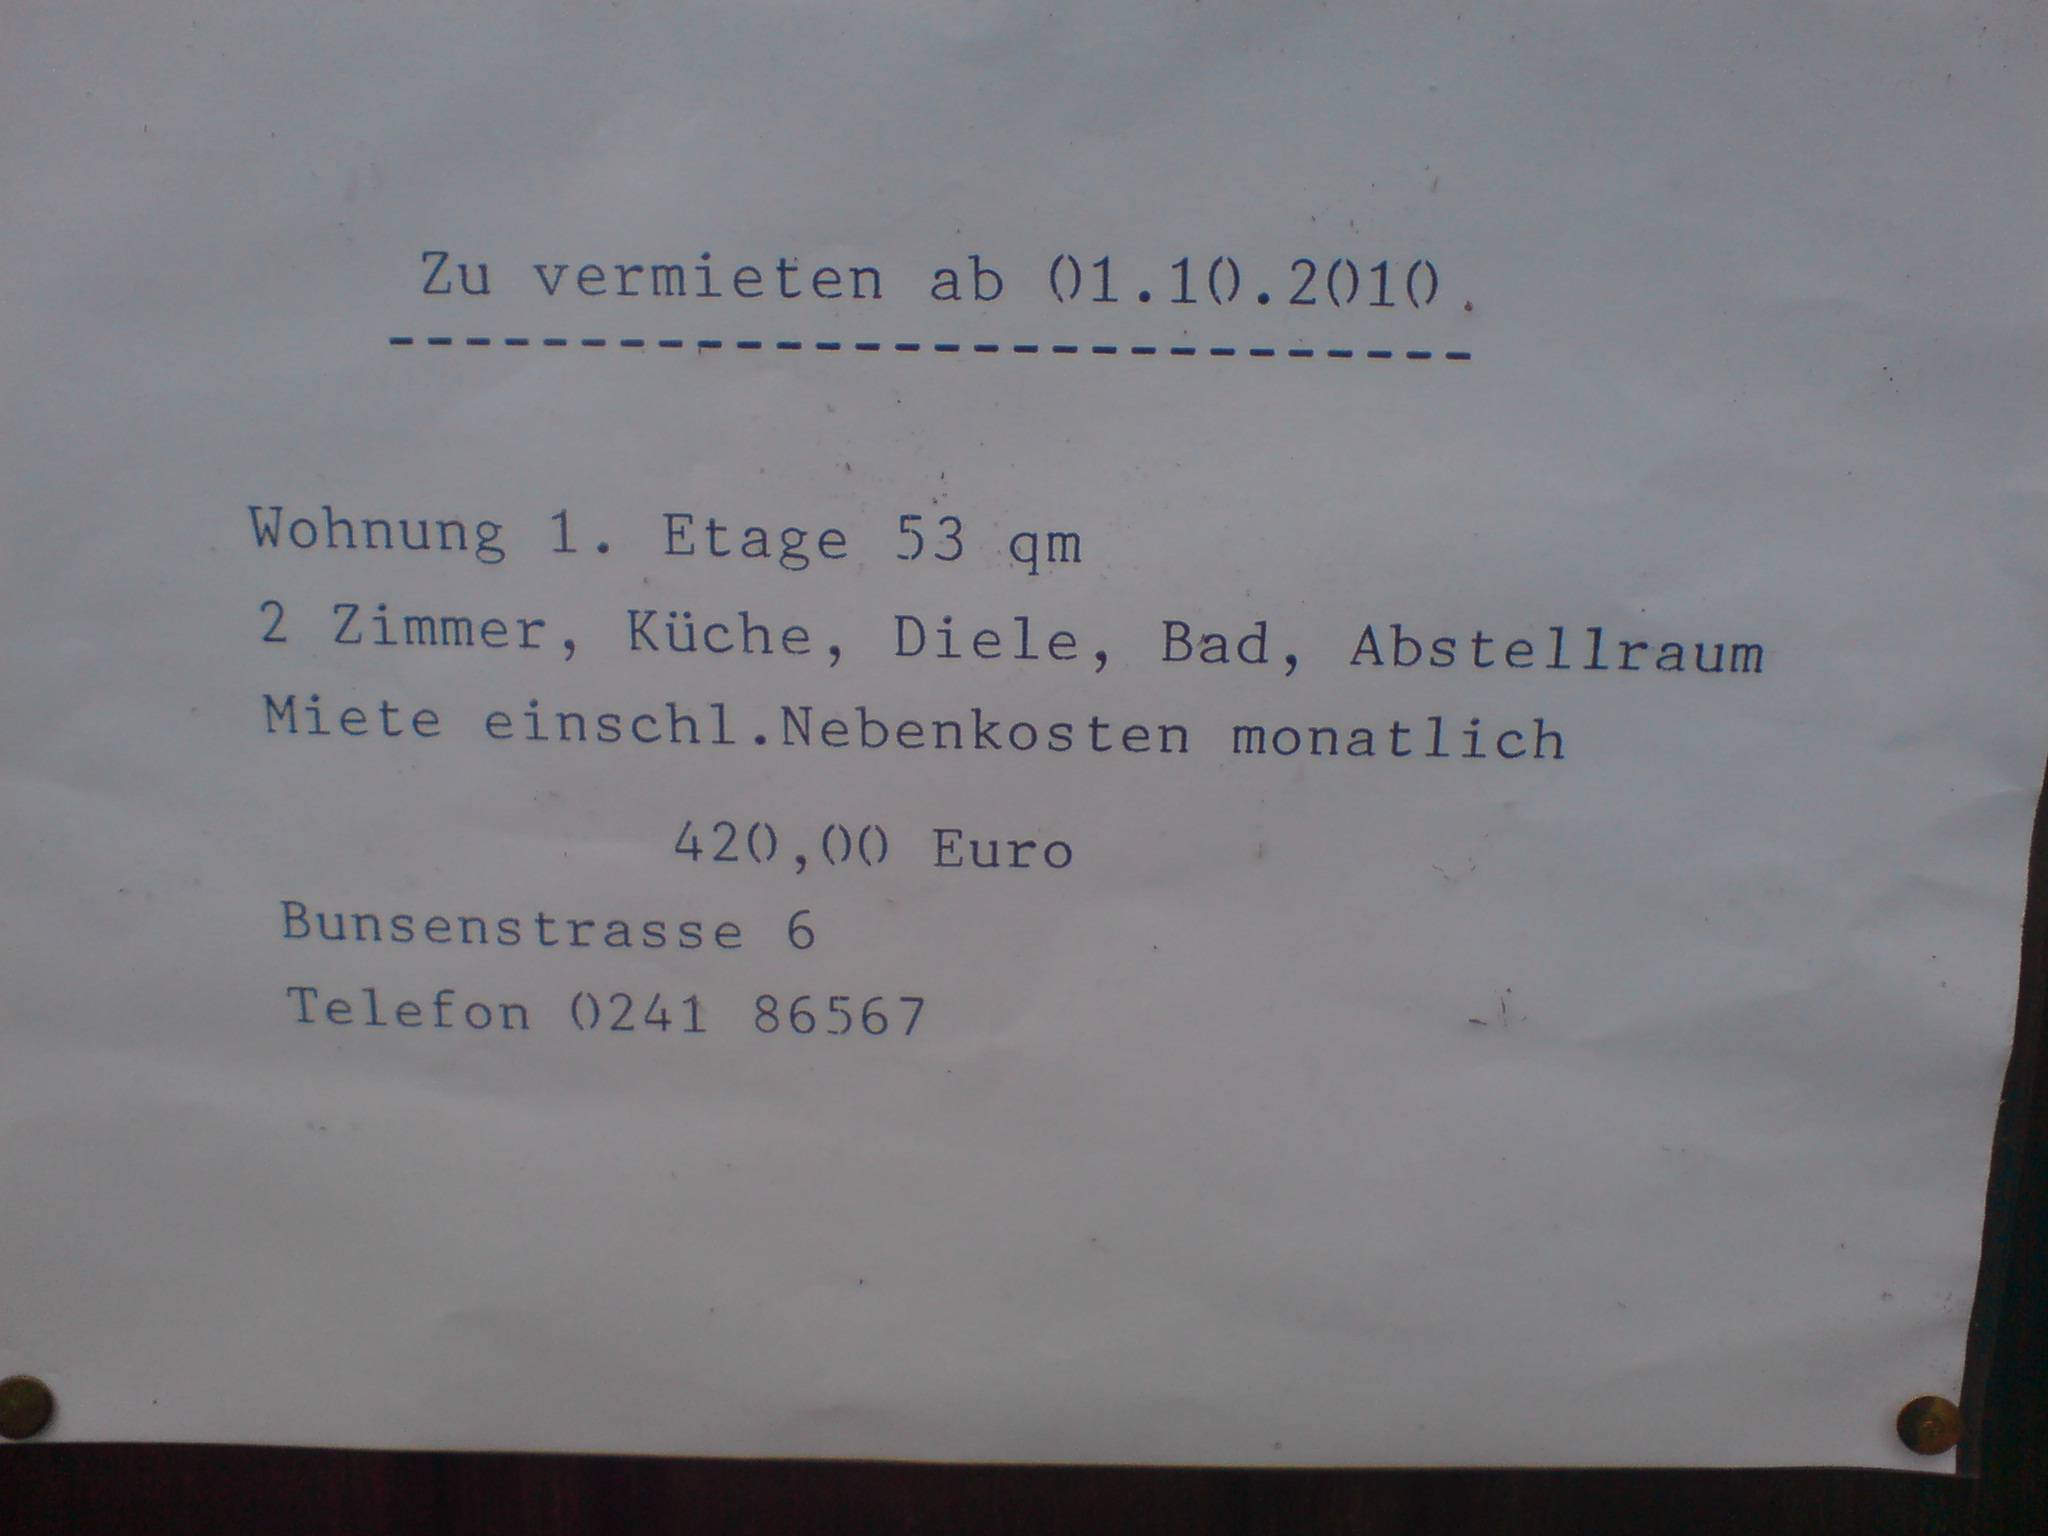 Zu vermieten ab 01.10.2010.
----------------------------
Wohnung 1. Etage 53 qm
2 Zimmer, Küche, Diele, Bad, Abstellraum
Miete einschl.Nebenkosten monatlich
420,00 Euro
Bunsenstrasse 6
Telefon 0241 86567